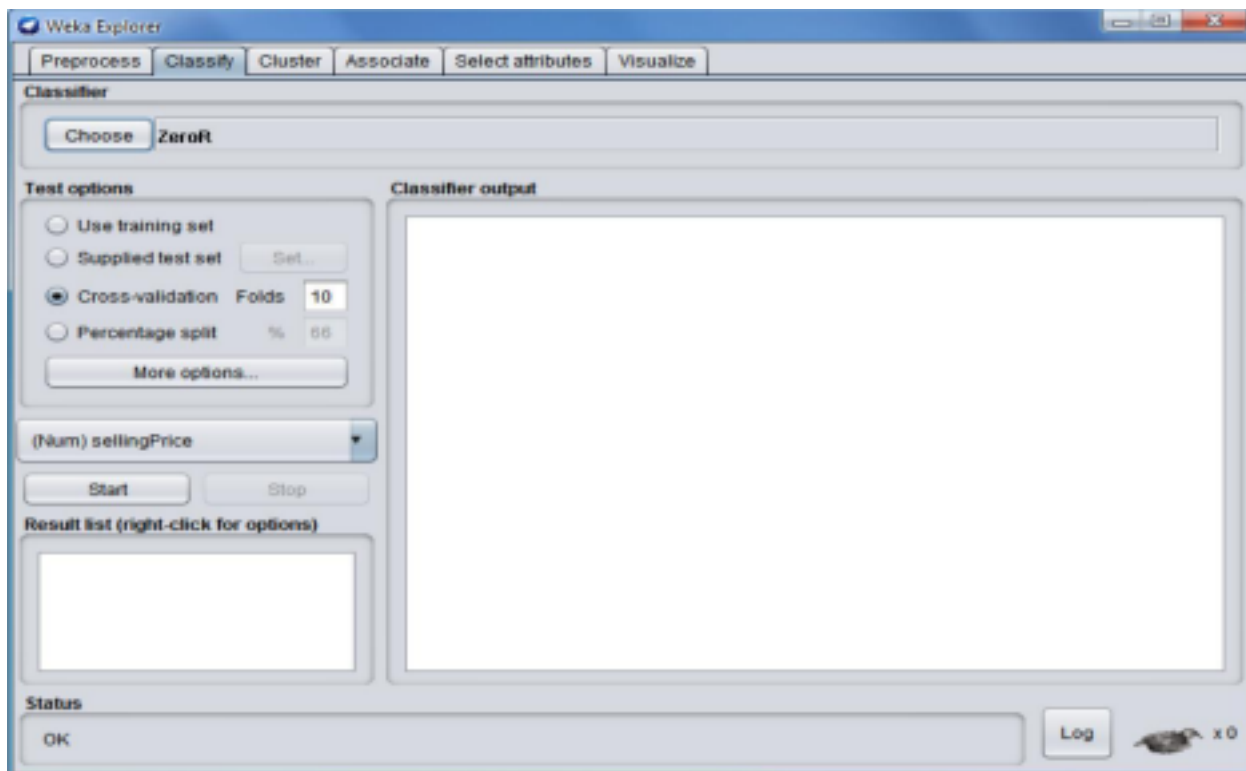 Weka Explorer
Preprocess Classify Cluster Associate Select attributes Visualize
Classifier
Choose ZeroR
Test options
Use training set
Supplied test set Set...
Cross-validation Folds 10
Percentage split % 66
More options...
(Num) sellingPrice
Start Stop
Result list (right-click for options)
Classifier output
Status
OK
Log x 0